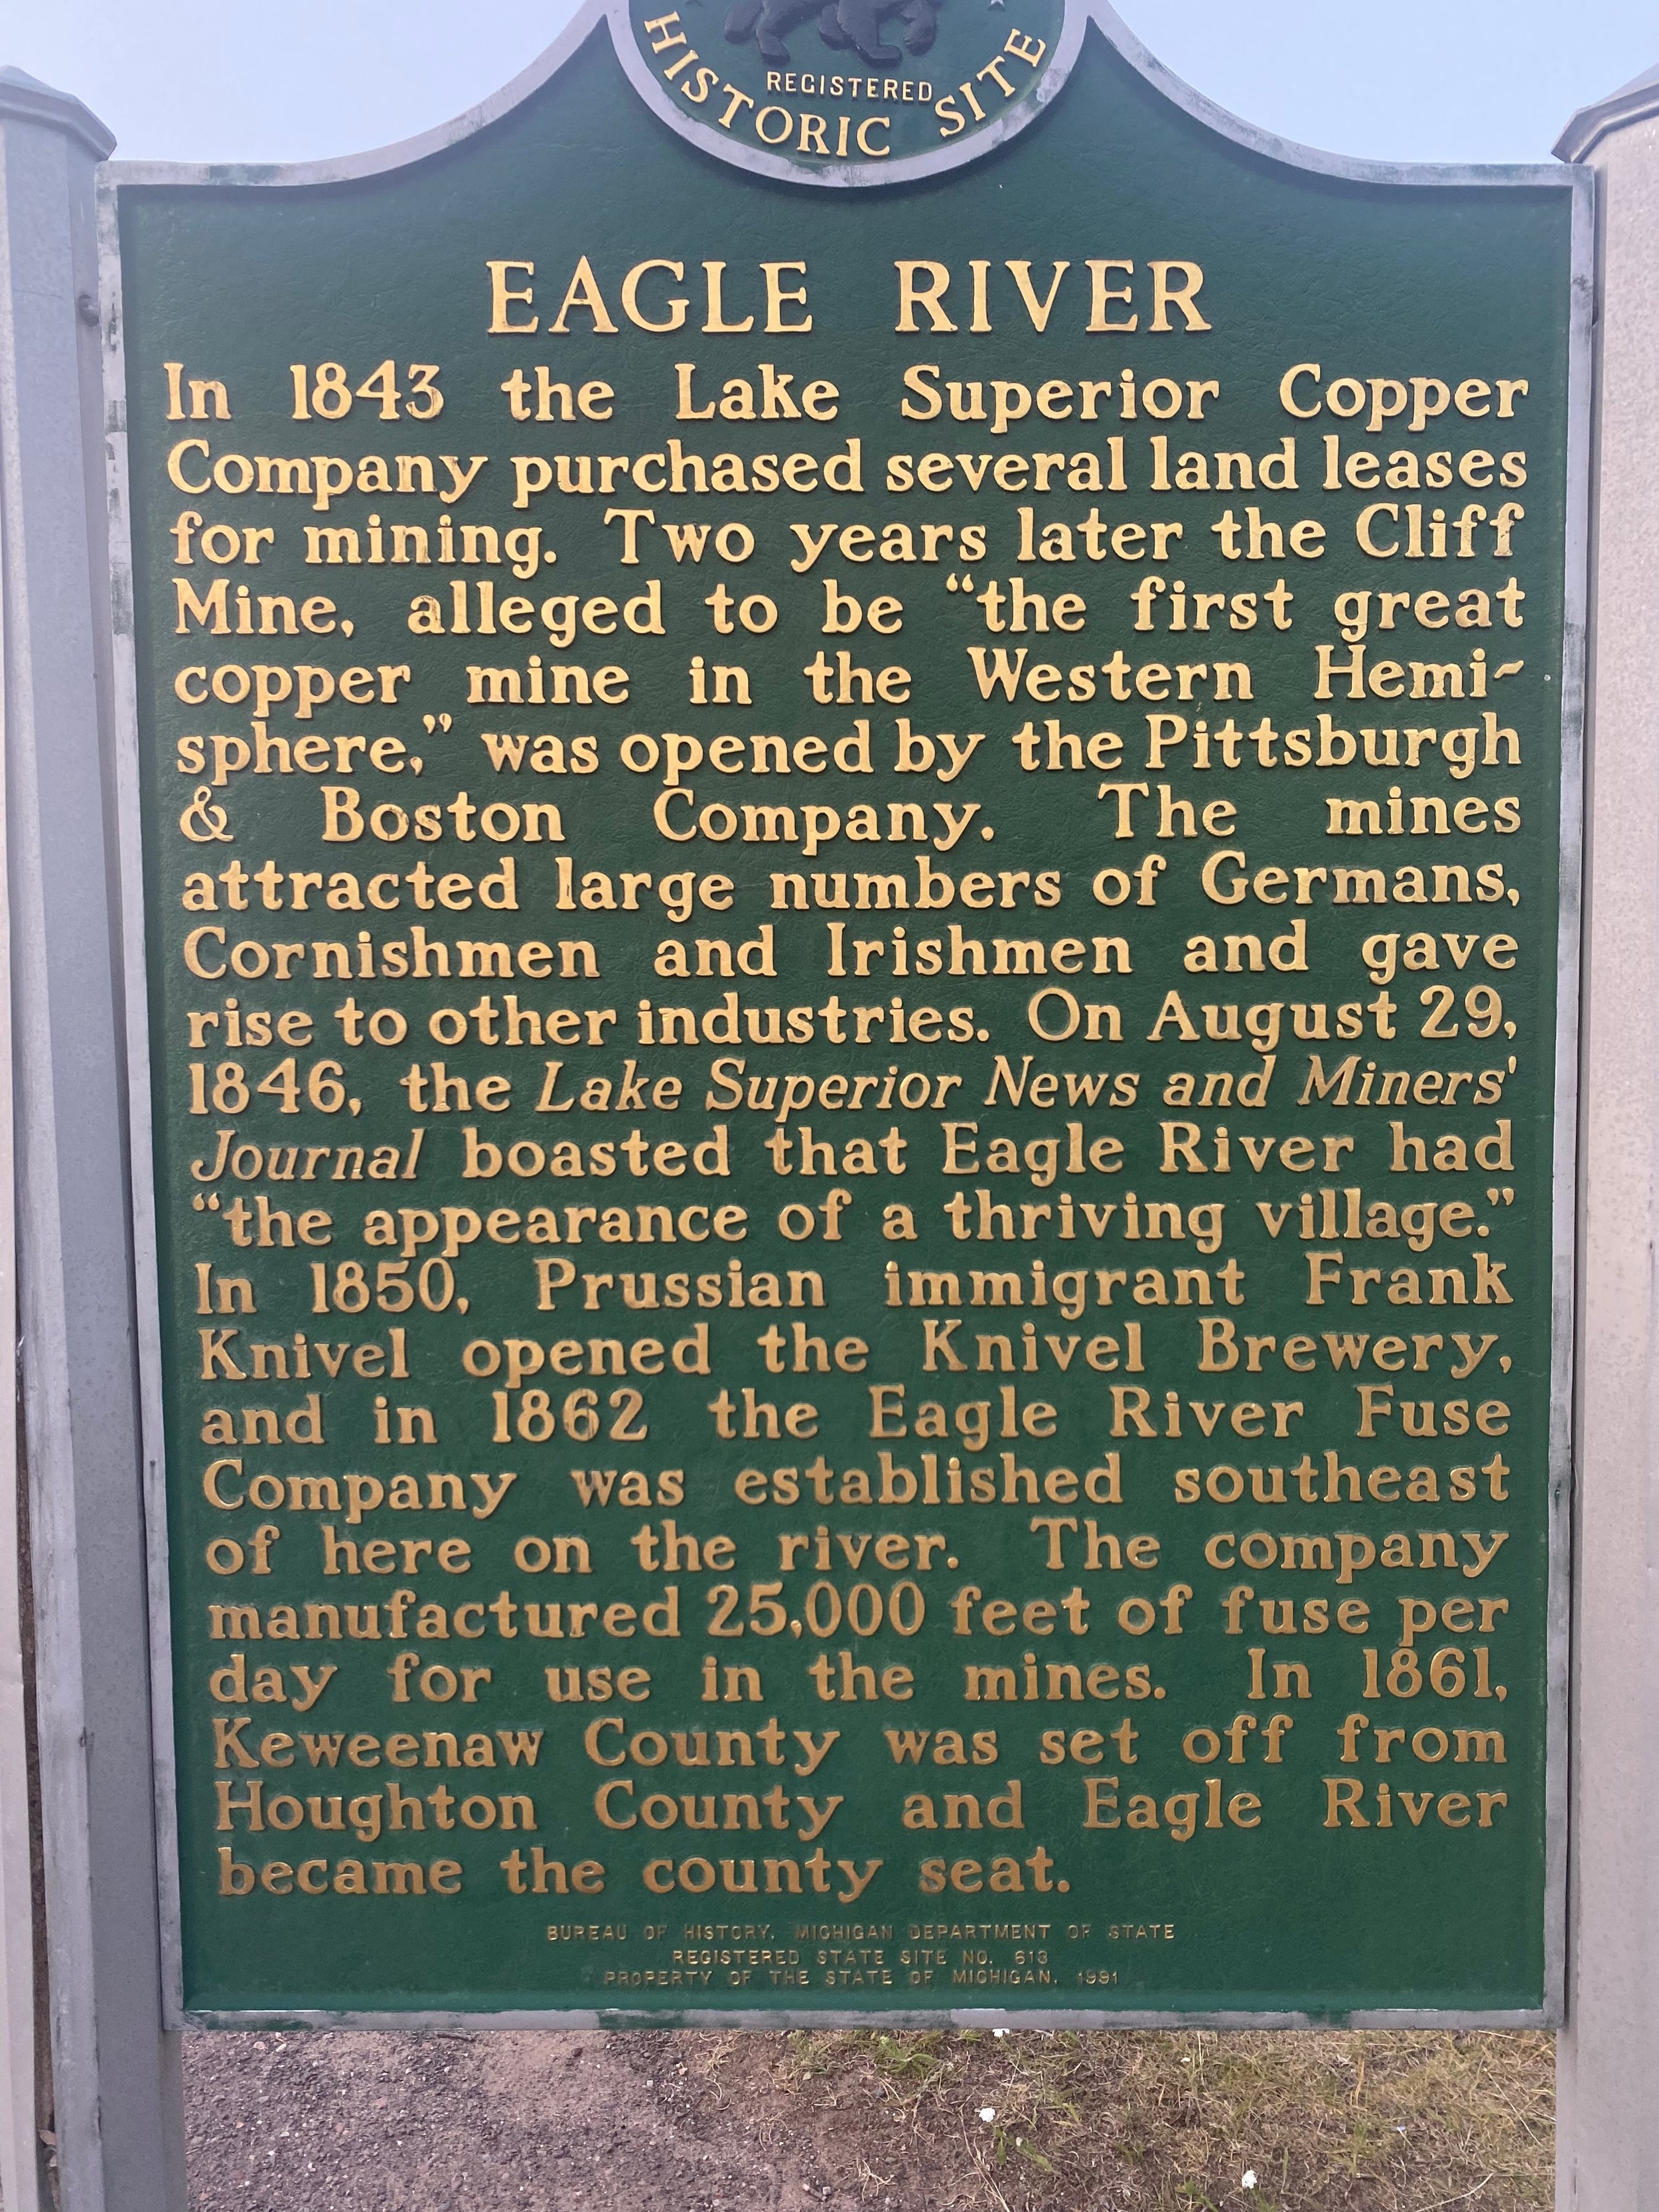 REGISTERED
HISTORIC SITE
EAGLE RIVER
In 1843 the Lake Superior Copper
Company purchased several land leases
for mining. Two years later the Cliff
Mine, alleged to be “the first great
copper mine in the Western Hemi-
sphere,” was opened by the Pittsburgh
& Boston Company. The mines
attracted large numbers of Germans,
Cornishmen and Irishmen and gave
rise to other industries. On August 29,
1846, the Lake Superior News and Miners'
Journal boasted that Eagle River had
“the appearance of a thriving village.”
In 1850, Prussian immigrant Frank
Knivel opened the Knivel Brewery,
and in 1862 the Eagle River Fuse
Company was established southeast
of here on the river. The company
manufactured 25,000 feet of fuse per
day for use in the mines. In 1861,
Keweenaw County was set off from
Houghton County and Eagle River
became the county seat.
BUREAU OF HISTORY, MICHIGAN DEPARTMENT OF STATE
REGISTERED STATE SITE NO. 613
PROPERTY OF THE STATE OF MICHIGAN, 1991